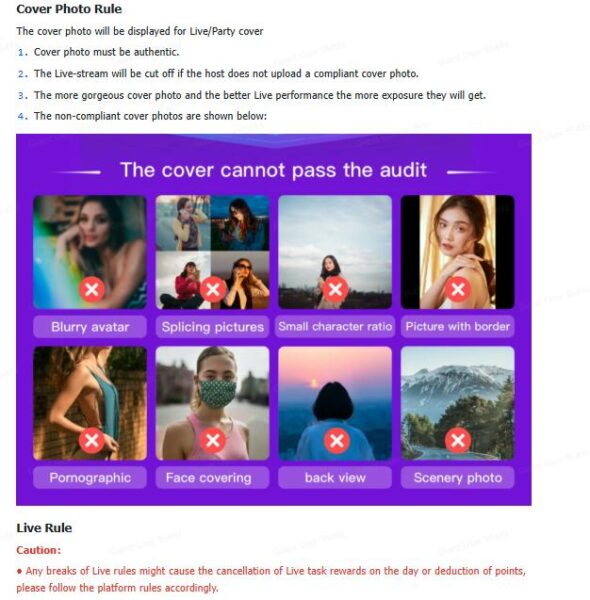 Cover Photo Rule
The cover photo will be displayed for Live/Party cover
1. Cover photo must be authentic.
2. The Live-stream will be cut off if the host does not upload a compliant cover photo.
3. The more gorgeous cover photo and the better Live performance the more exposure they will get.
4. The non-compliant cover photos are shown below:
The cover cannot pass the audit
Blurry avatar
Splicing pictures
Small character ratio
Picture with border
Pornographic
Face covering
back view
Scenery photo
Live Rule
Caution:
• Any breaks of Live rules might cause the cancellation of Live task rewards on the day or deduction of points,
please follow the platform rules accordingly.